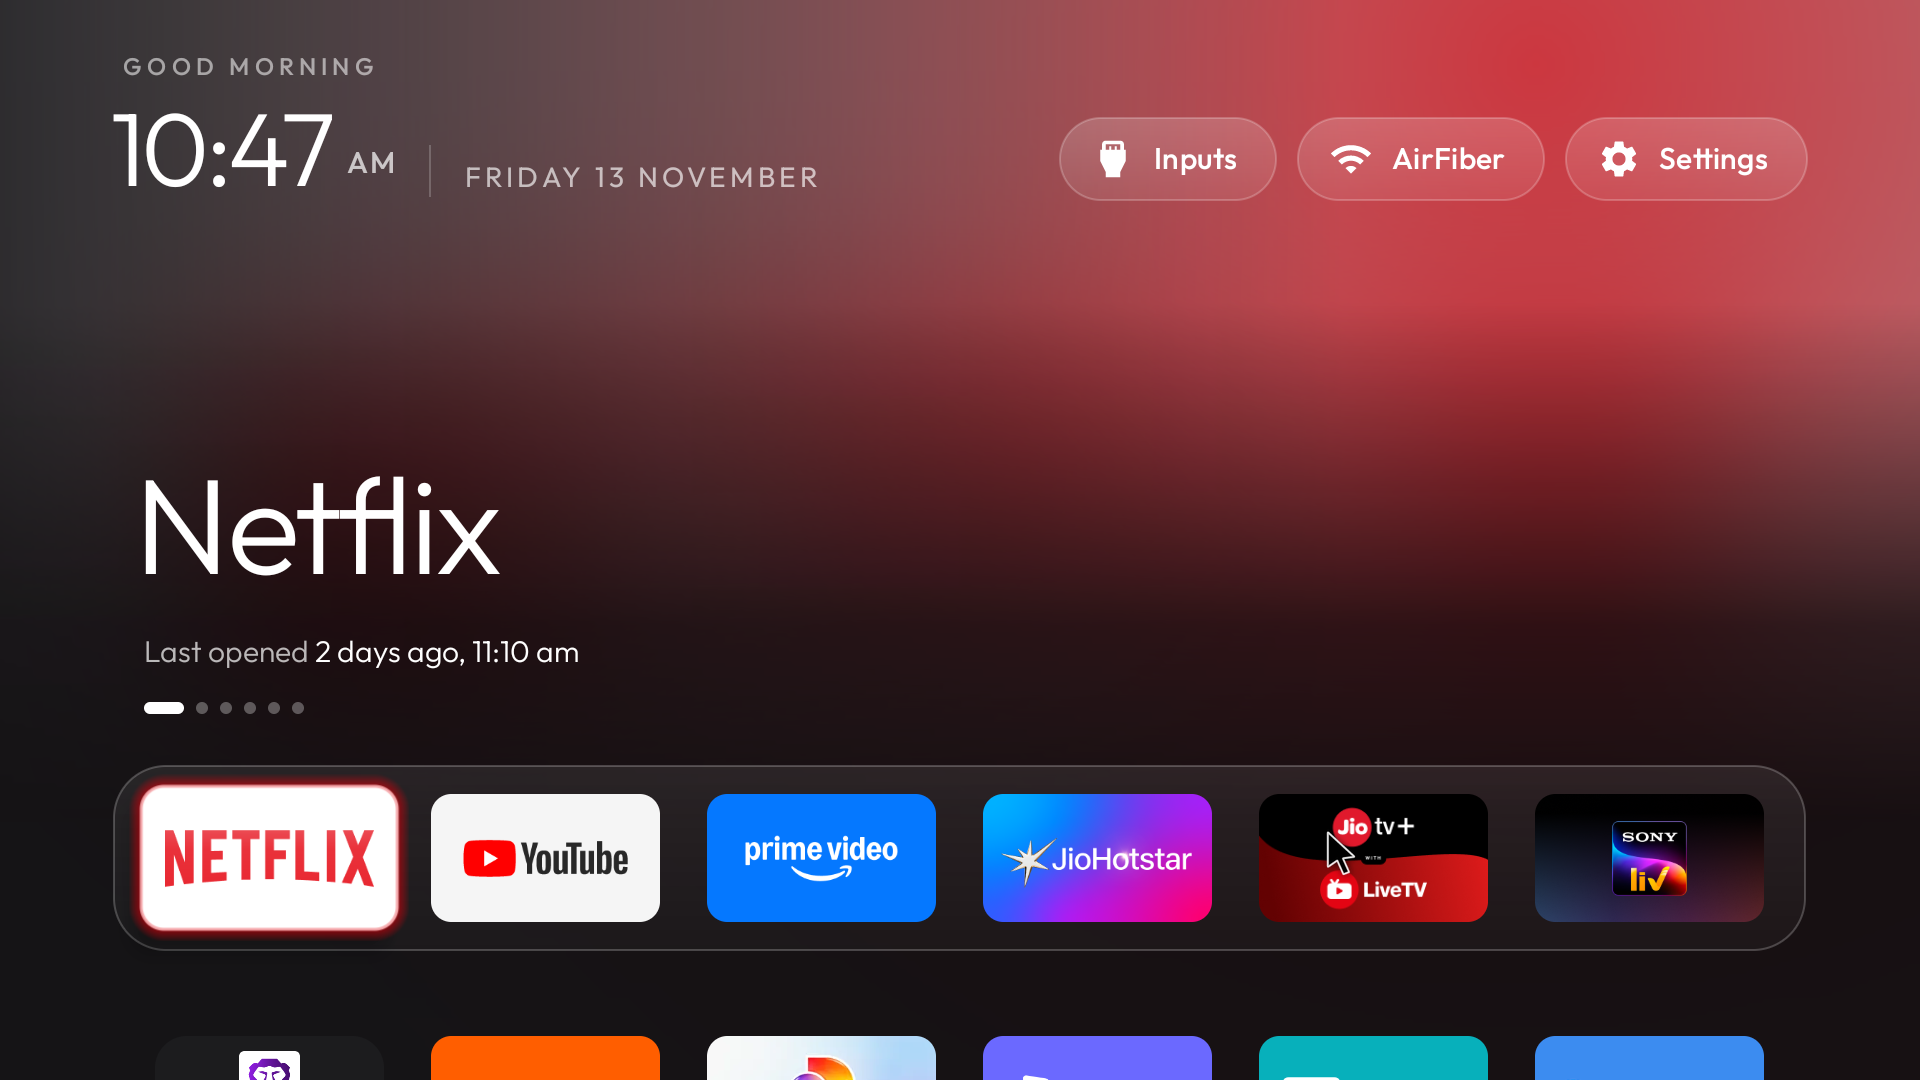 GOOD MORNING
10:47 AM
FRIDAY 13 NOVEMBER
Inputs
AirFiber
Settings
Netflix
Last opened 2 days ago, 11:10 am
NETFLIX
YouTube
prime video
JioHotstar
Jio tv+
WITH
LiveTV
SONY
liv